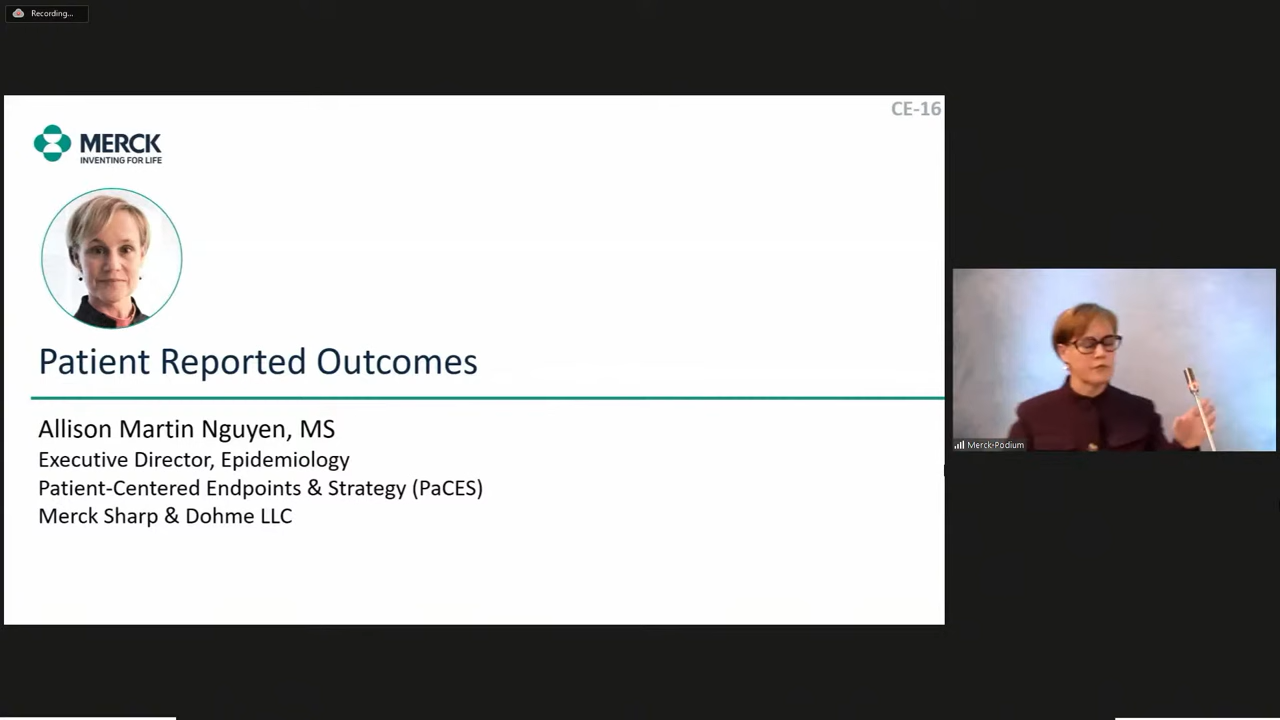 Recording...
CE-16
MERCK
INVENTING FOR LIFE
Patient Reported Outcomes
Allison Martin Nguyen, MS
Executive Director, Epidemiology
Patient-Centered Endpoints & Strategy (PaCES)
Merck Sharp & Dohme LLC
Merck-Podium